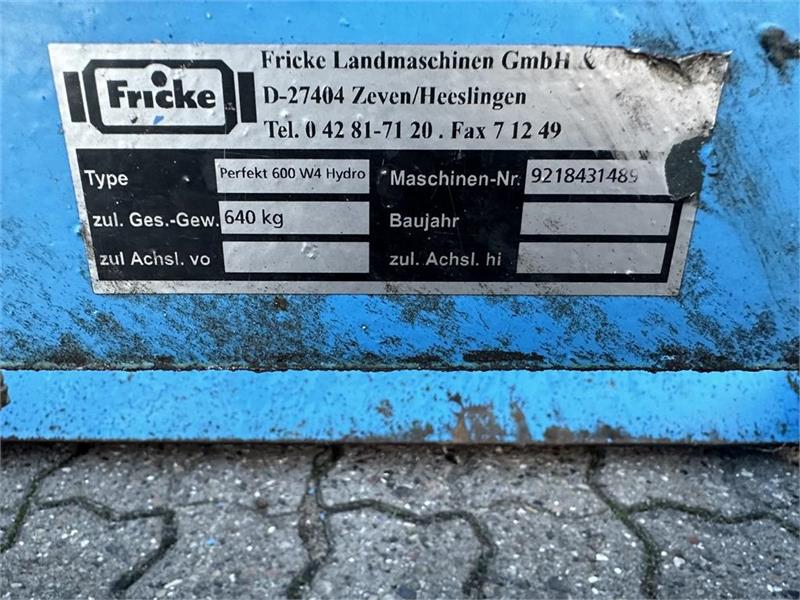 Fricke
Fricke Landmaschinen GmbH &
D-27404 Zeven/Heeslingen
Tel. 0 42 81-71 20 . Fax 7 12 49
Type Perfekt 600 W4 Hydro Maschinen-Nr. 9218431489
zul. Ges.-Gew. 640 kg Baujahr
zul Achsl. vo zul. Achsl. hi